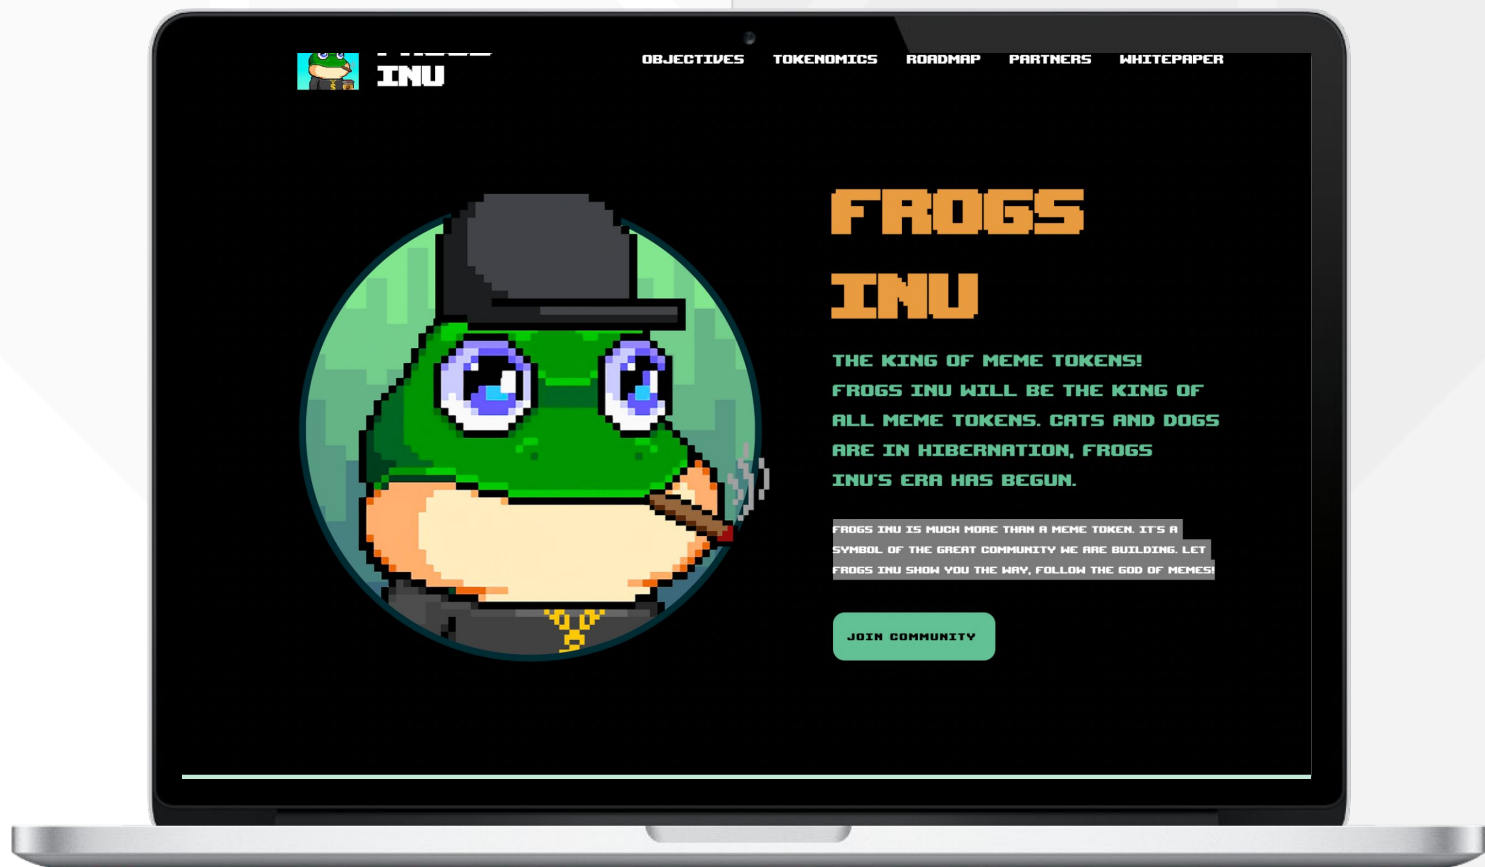 INU
OBJECTIVES TOKENOMICS ROADMAP PARTNERS WHITEPAPER
FROGS
INU
THE KING OF MEME TOKENS!
FROGS INU WILL BE THE KING OF
ALL MEME TOKENS. CATS AND DOGS
ARE IN HIBERNATION, FROGS
INU'S ERA HAS BEGUN.
FROGS INU IS MUCH MORE THAN A MEME TOKEN. IT'S A
SYMBOL OF THE GREAT COMMUNITY WE ARE BUILDING. LET
FROGS INU SHOW YOU THE WAY, FOLLOW THE GOD OF MEMES!
JOIN COMMUNITY